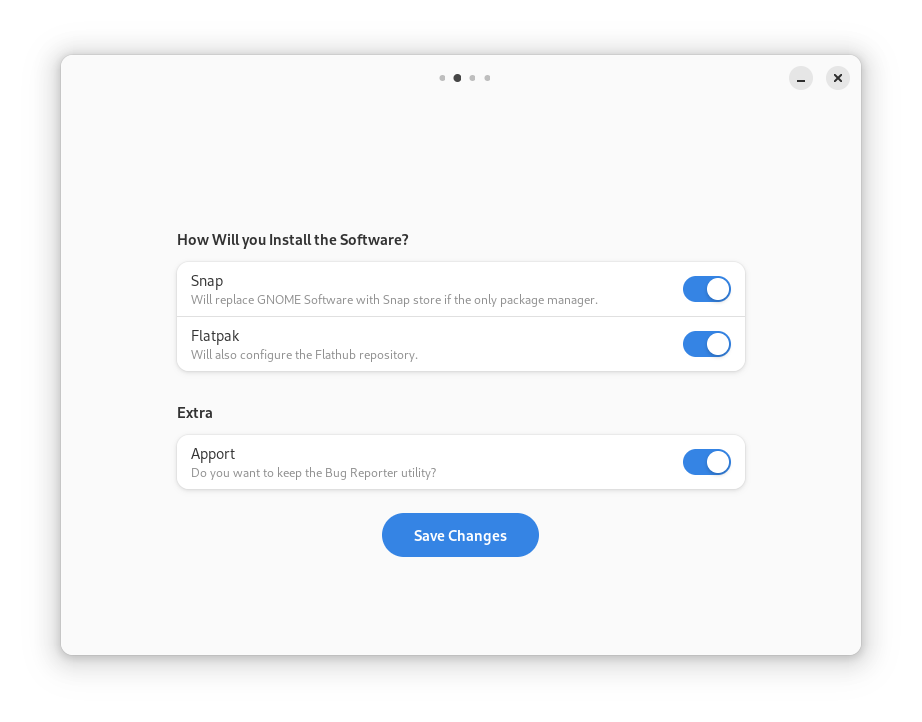 How Will you Install the Software?
Snap
Will replace GNOME Software with Snap store if the only package manager.
Flatpak
Will also configure the Flathub repository.
Extra
Apport
Do you want to keep the Bug Reporter utility?
Save Changes